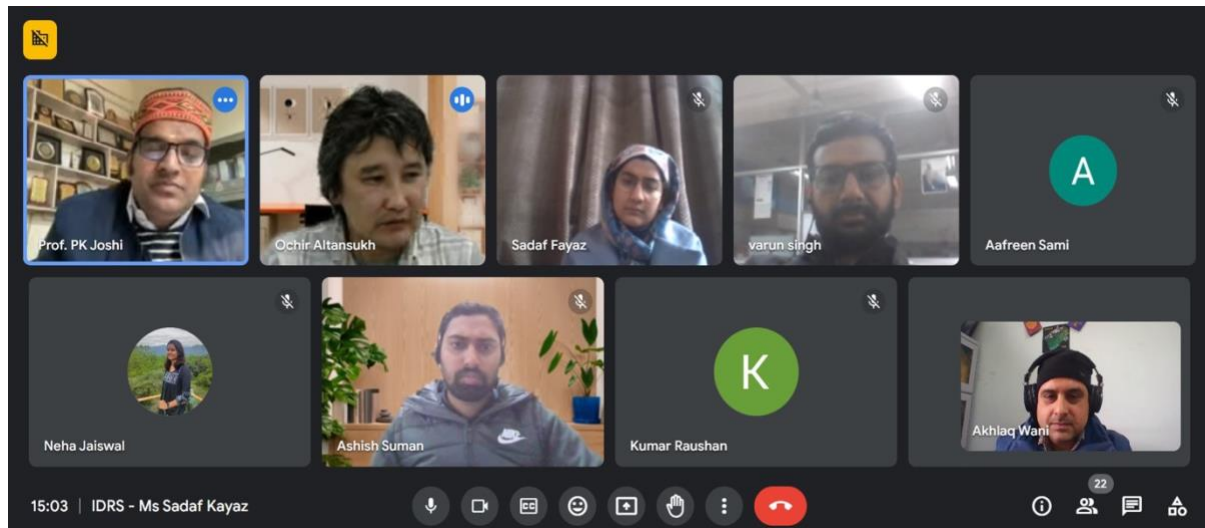 Prof. PK Joshi
Ochir Altansukh
Sadaf Fayaz
varun singh
A
Aafreen Sami
Neha Jaiswal
Ashish Suman
K
Kumar Raushan
Akhlaq Wani
22
15:03 | IDRS - Ms Sadaf Kayaz
CC